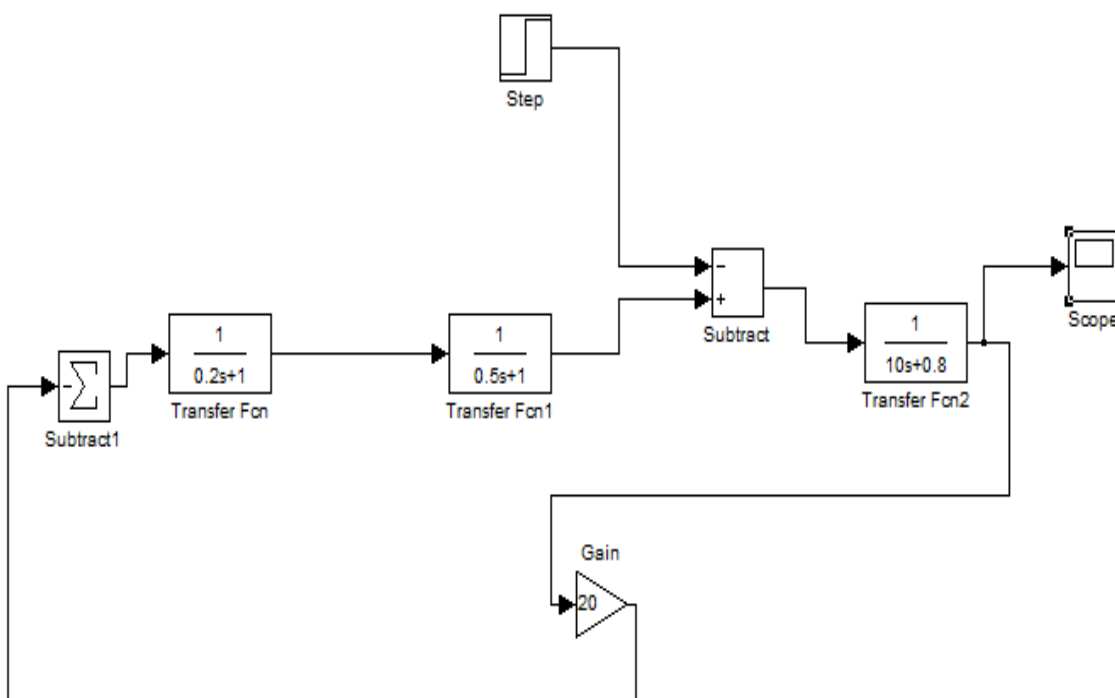 Step
-
+
Subtract
Scope
1
0.2s+1
Transfer Fcn
1
0.5s+1
Transfer Fcn1
1
10s+0.8
Transfer Fcn2
-
Subtract1
Gain
20